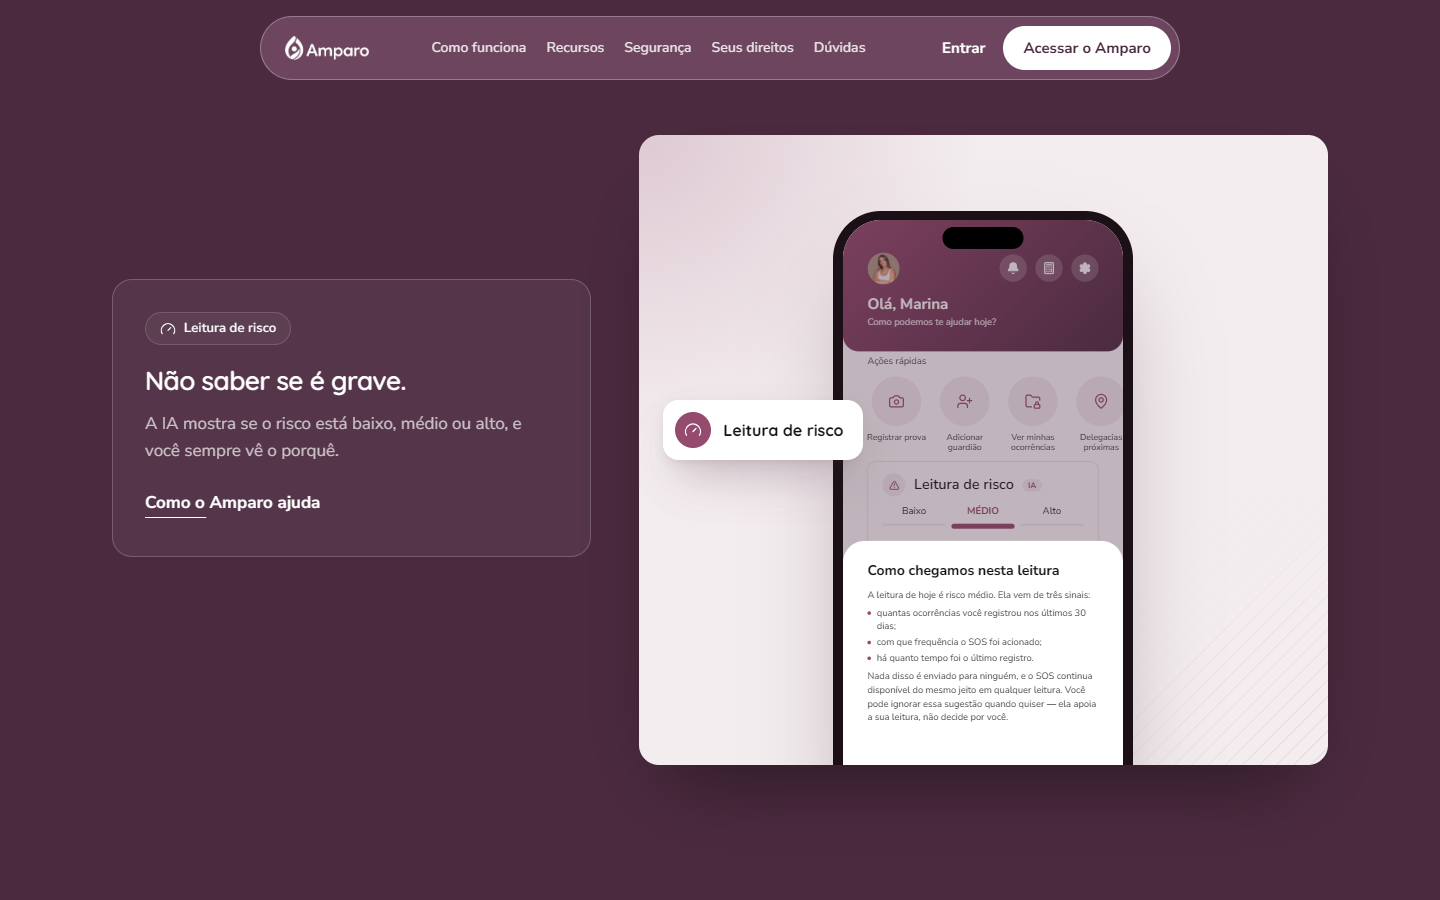 Amparo
Como funciona
Recursos
Segurança
Seus direitos
Dúvidas
Entrar
Acessar o Amparo
Leitura de risco
Não saber se é grave.
A IA mostra se o risco está baixo, médio ou alto, e
você sempre vê o porquê.
Como o Amparo ajuda
Leitura de risco
Olá, Marina
Como podemos te ajudar hoje?
Ações rápidas
Registrar prova
Adicionar
guardião
Ver minhas
ocorrências
Delegacias
próximas
Leitura de risco
IA
Baixo
MÉDIO
Alto
Como chegamos nesta leitura
A leitura de hoje é risco médio. Ela vem de três sinais:
• quantas ocorrências você registrou nos últimos 30
dias;
• com que frequência o SOS foi acionado;
• há quanto tempo foi o último registro.
Nada disso é enviado para ninguém, e o SOS continua
disponível do mesmo jeito em qualquer leitura. Você
pode ignorar essa sugestão quando quiser — ela apoia
a sua leitura, não decide por você.